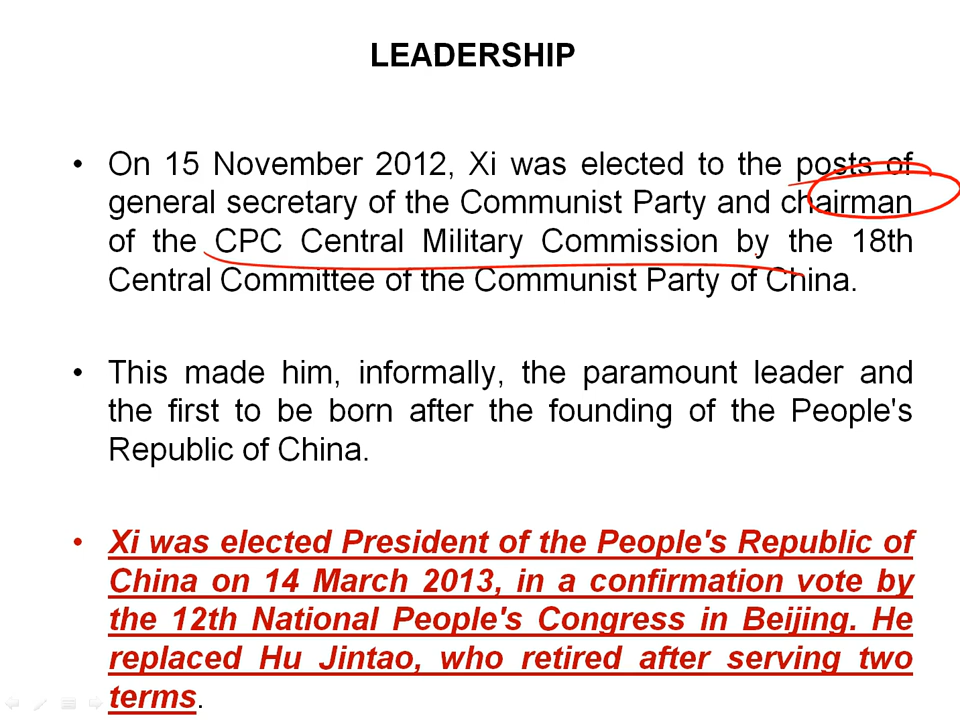 LEADERSHIP
• On 15 November 2012, Xi was elected to the posts of
general secretary of the Communist Party and chairman
of the CPC Central Military Commission by the 18th
Central Committee of the Communist Party of China.
• This made him, informally, the paramount leader and
the first to be born after the founding of the People's
Republic of China.
• Xi was elected President of the People's Republic of
China on 14 March 2013, in a confirmation vote by
the 12th National People's Congress in Beijing. He
replaced Hu Jintao, who retired after serving two
terms.